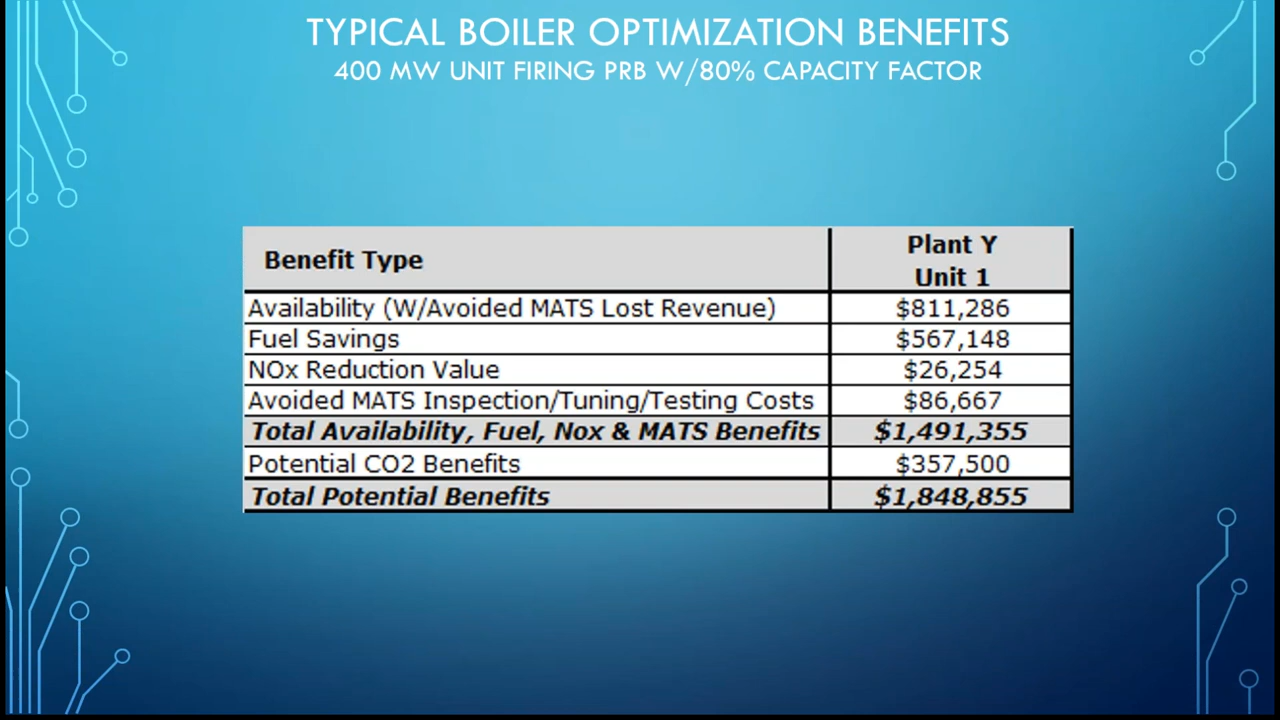 TYPICAL BOILER OPTIMIZATION BENEFITS
400 MW UNIT FIRING PRB W/80% CAPACITY FACTOR
Benefit Type Plant Y
Unit 1
Availability (W/Avoided MATS Lost Revenue) $811,286
Fuel Savings $567,148
NOx Reduction Value $26,254
Avoided MATS Inspection/Tuning/Testing Costs $86,667
Total Availability, Fuel, Nox & MATS Benefits $1,491,355
Potential CO2 Benefits $357,500
Total Potential Benefits $1,848,855